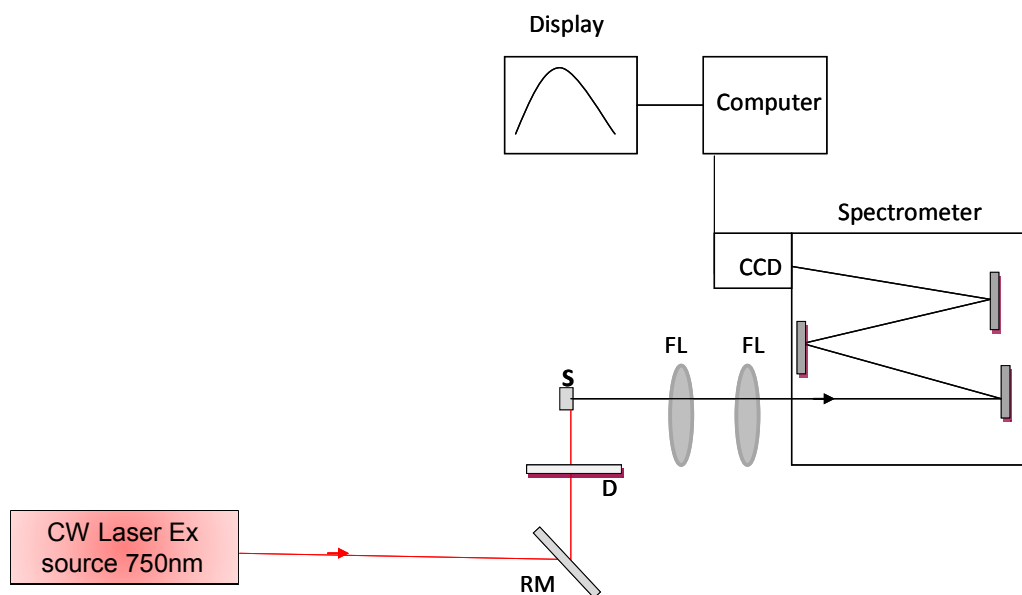 Display
Computer
Spectrometer
CCD
FL
FL
S
D
CW Laser Ex
source 750nm
RM